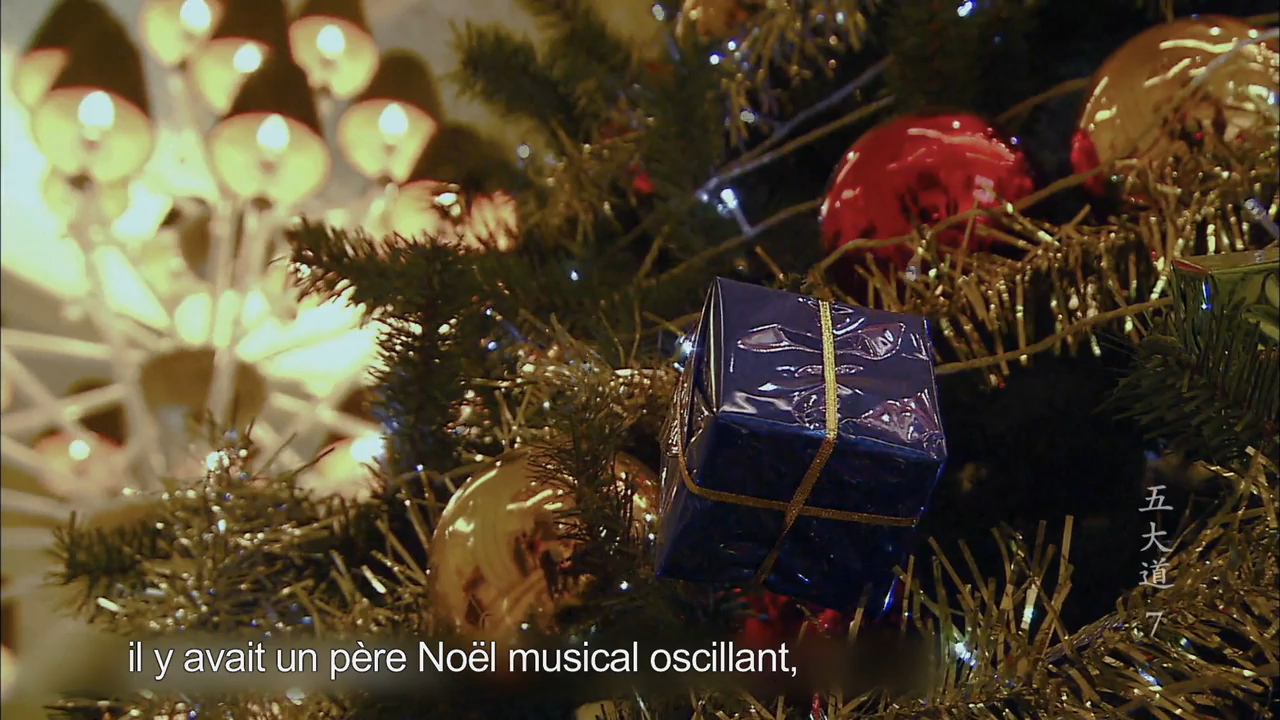 五大道 7
il y avait un père Noël musical oscillant,